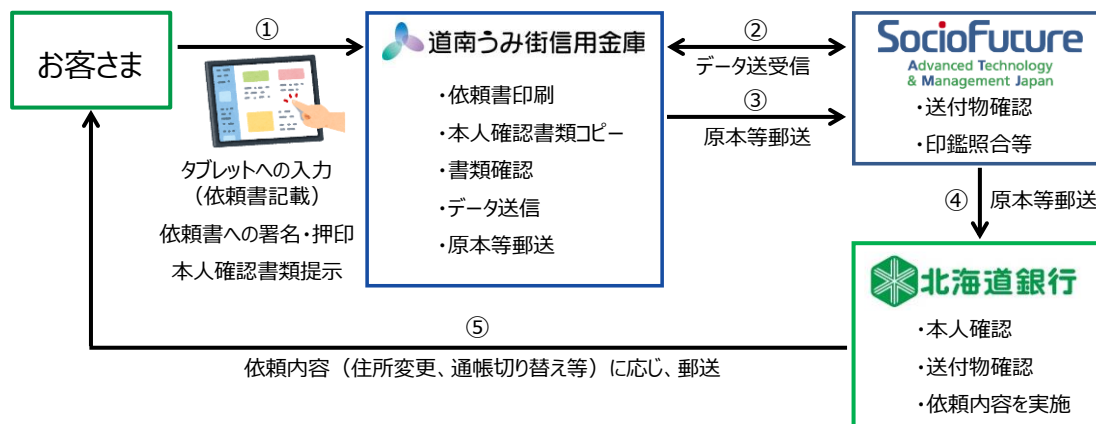 お客さま
①
タブレットへの入力
（依頼書記載）
依頼書への署名・押印
本人確認書類提示
道南うみ街信用金庫
・依頼書印刷
・本人確認書類コピー
・書類確認
・データ送信
・原本等郵送
②
データ送受信
③
原本等郵送
SocioFuture
Advanced Technology
& Management Japan
・送付物確認
・印鑑照合等
④
原本等郵送
北海道銀行
・本人確認
・送付物確認
・依頼内容を実施
⑤
依頼内容（住所変更、通帳切り替え等）に応じ、郵送